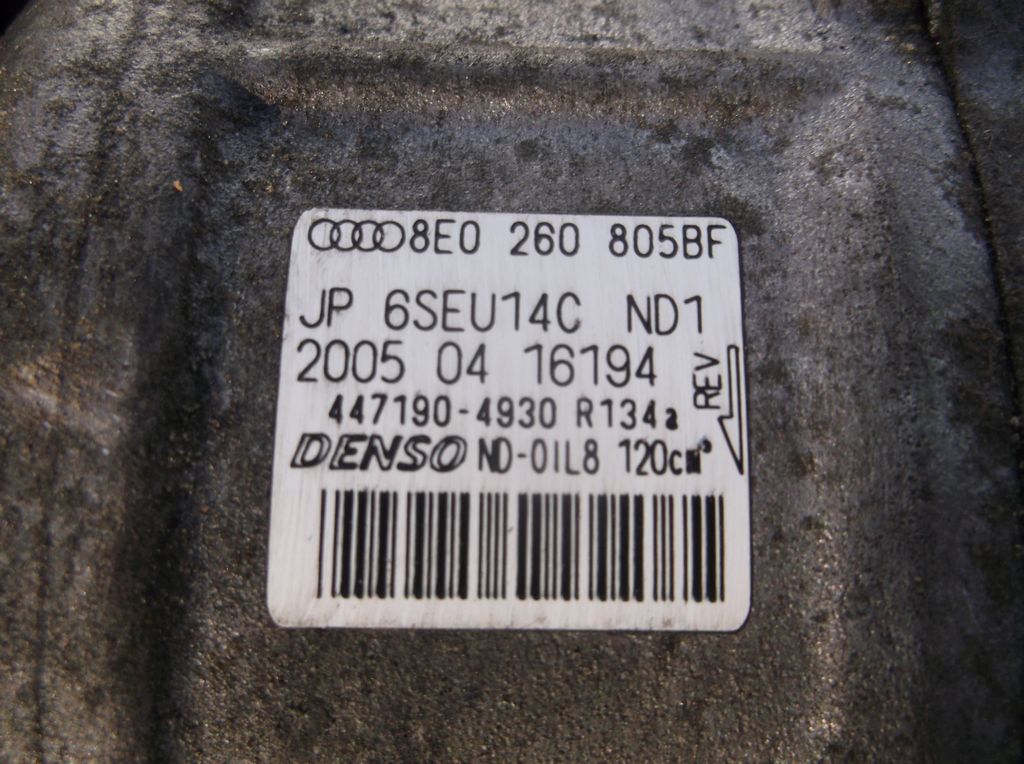 8E0 260 805BF
JP 6SEU14C ND1
2005 04 16194
REV
447190-4930 R134a
DENSO ND-OIL8 120cm³